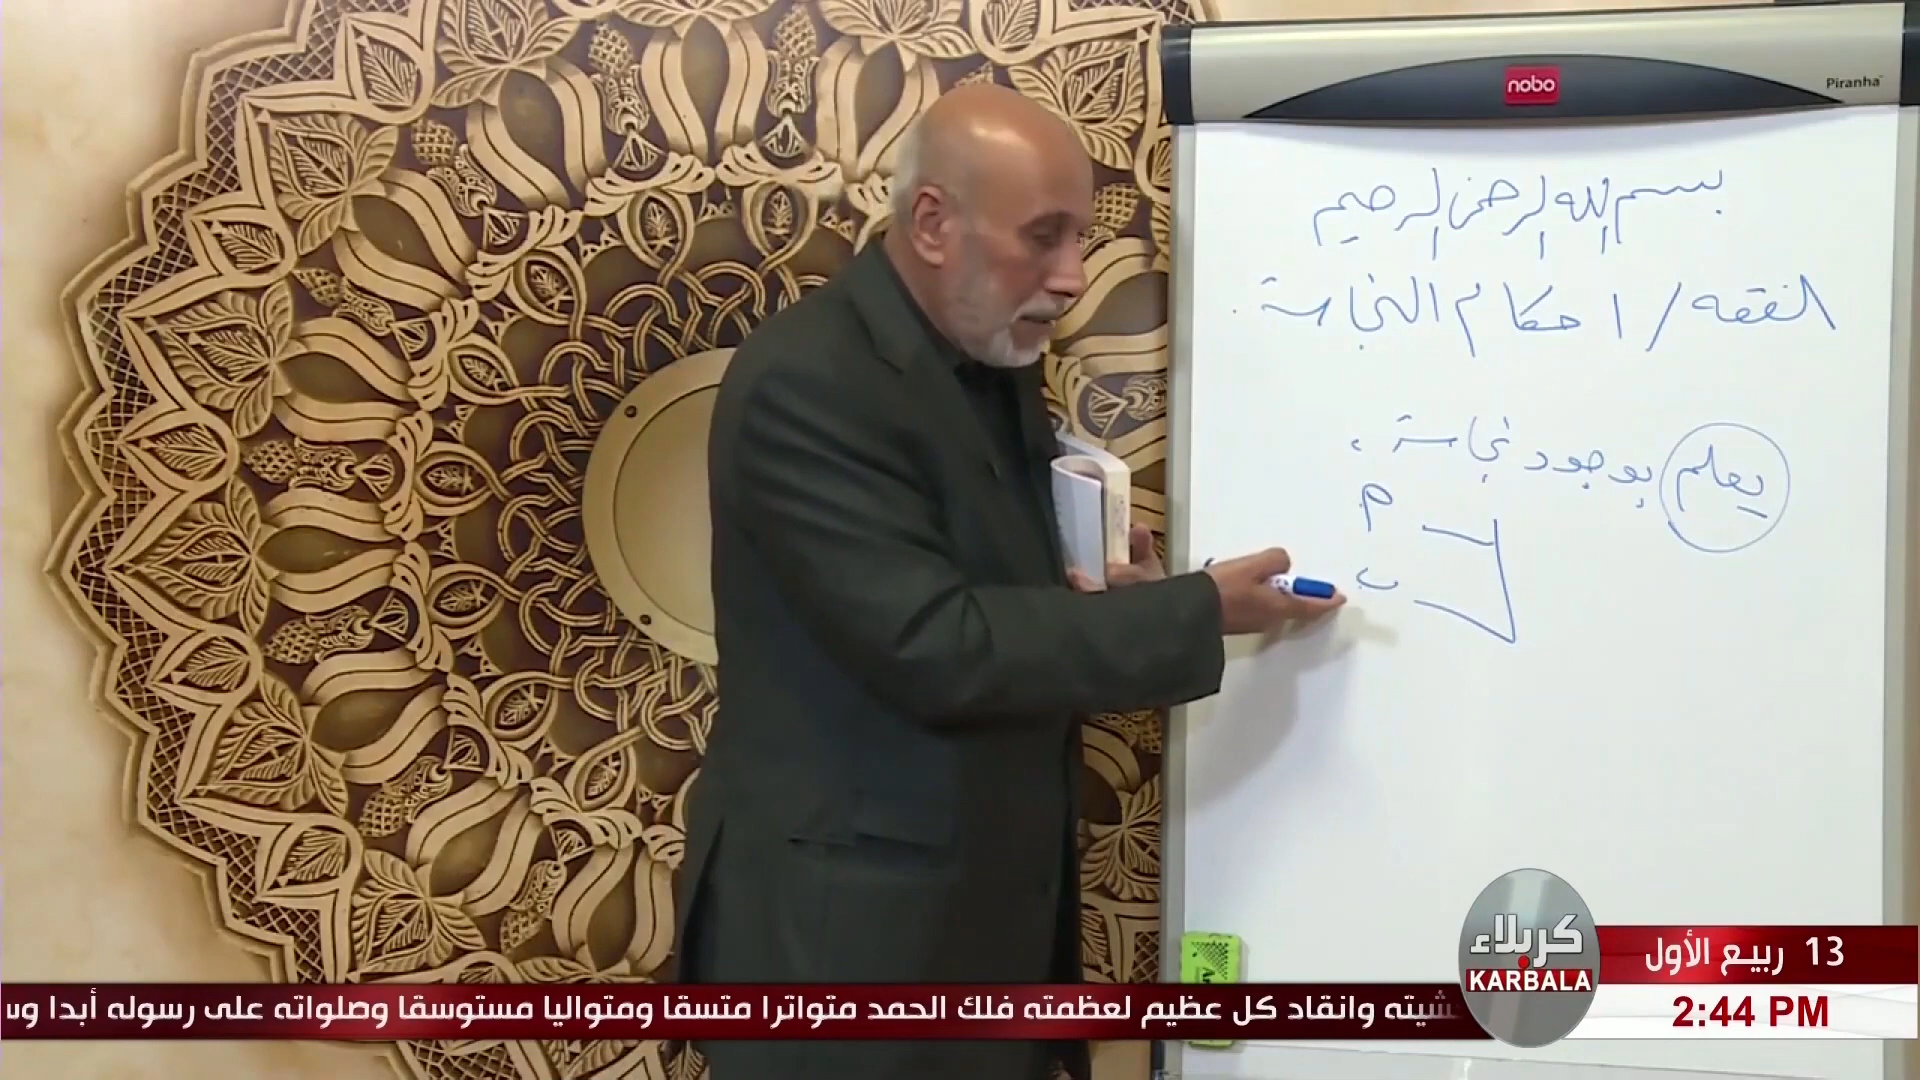 nobo
Piranha
بسم الله الرحمن الرحيم
الفقه / احكام النجاسة
يعلم بوجود نجاسة
م
ب
كربلاء
KARBALA
13 ربيع الأول
2:44 PM
وانقاد كل عظيم لعظمته فلك الحمد متواترا متسقا ومتواليا مستوسقا وصلواته على رسوله أبدا